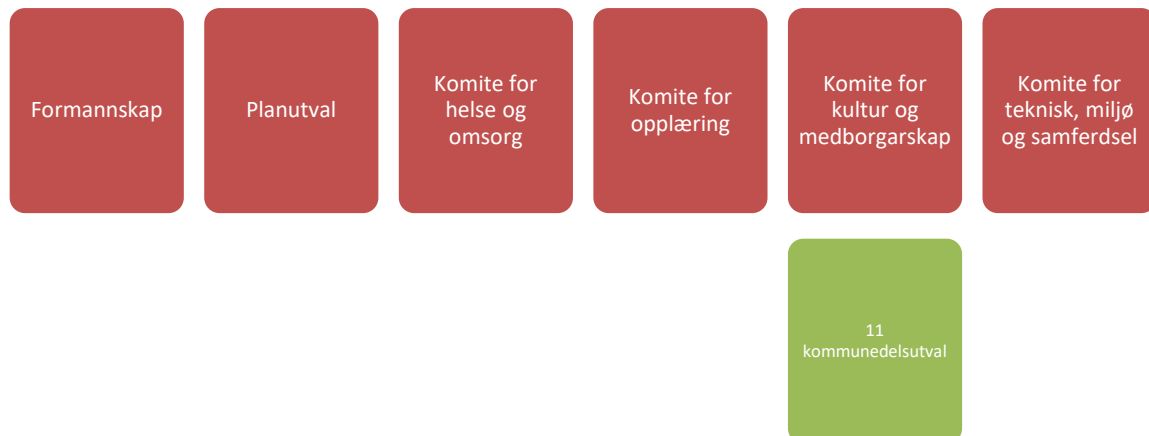 Formannskap
Planutval
Komite for
helse og
omsorg
Komite for
opplæring
Komite for
kultur og
medborgarskap
Komite for
teknisk, miljø
og samferdsel
11
kommunedelsutval